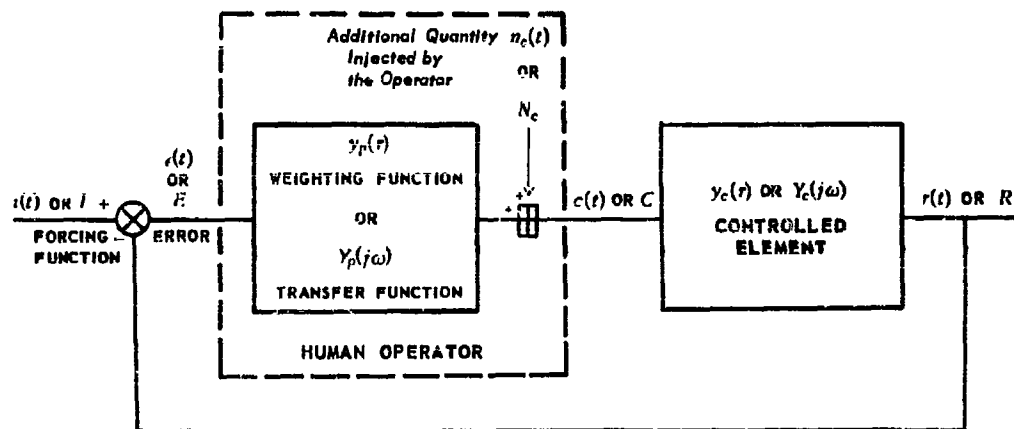 Additional Quantity n_c(t)
Injected by
the Operator
OR
N_c
ε(t)
OR
E
ERROR
i(t) OR I +
FORCING –
FUNCTION
y_p(τ)
WEIGHTING FUNCTION
OR
Y_p(jω)
TRANSFER FUNCTION
+
+
HUMAN OPERATOR
c(t) OR C
y_c(τ) OR Y_c(jω)
CONTROLLED
ELEMENT
r(t) OR R